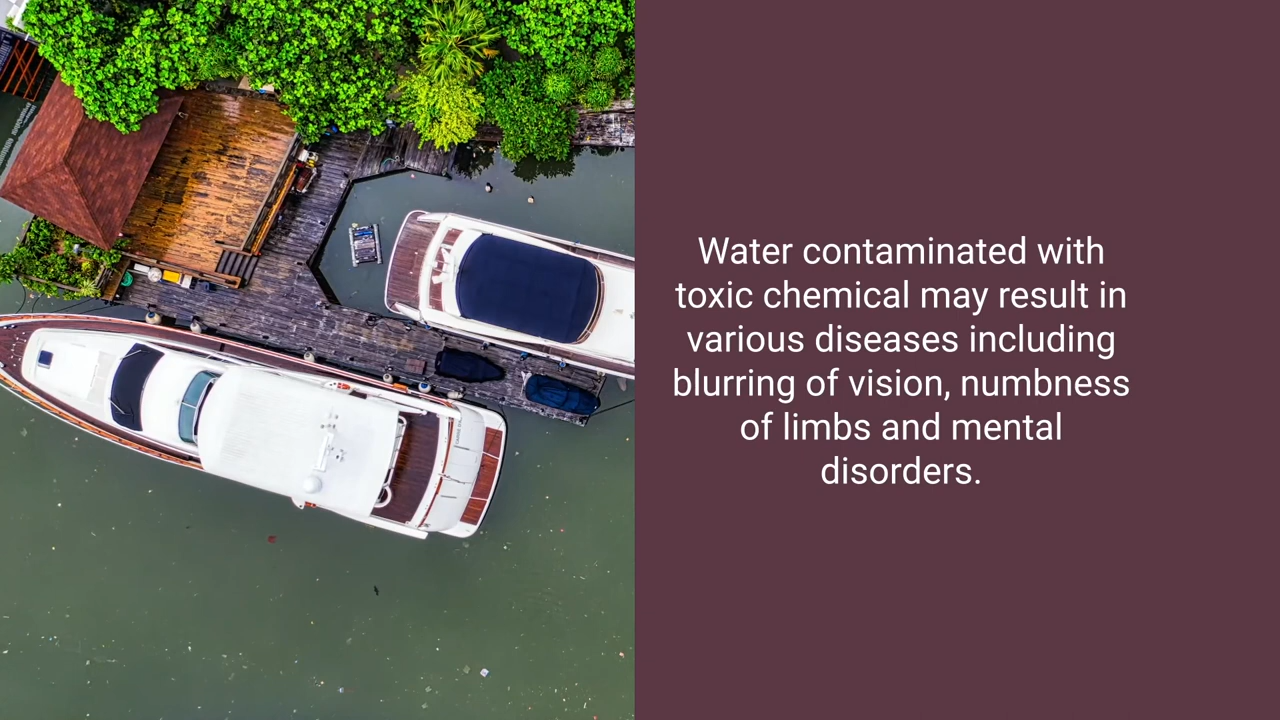 Water contaminated with
toxic chemical may result in
various diseases including
blurring of vision, numbness
of limbs and mental
disorders.